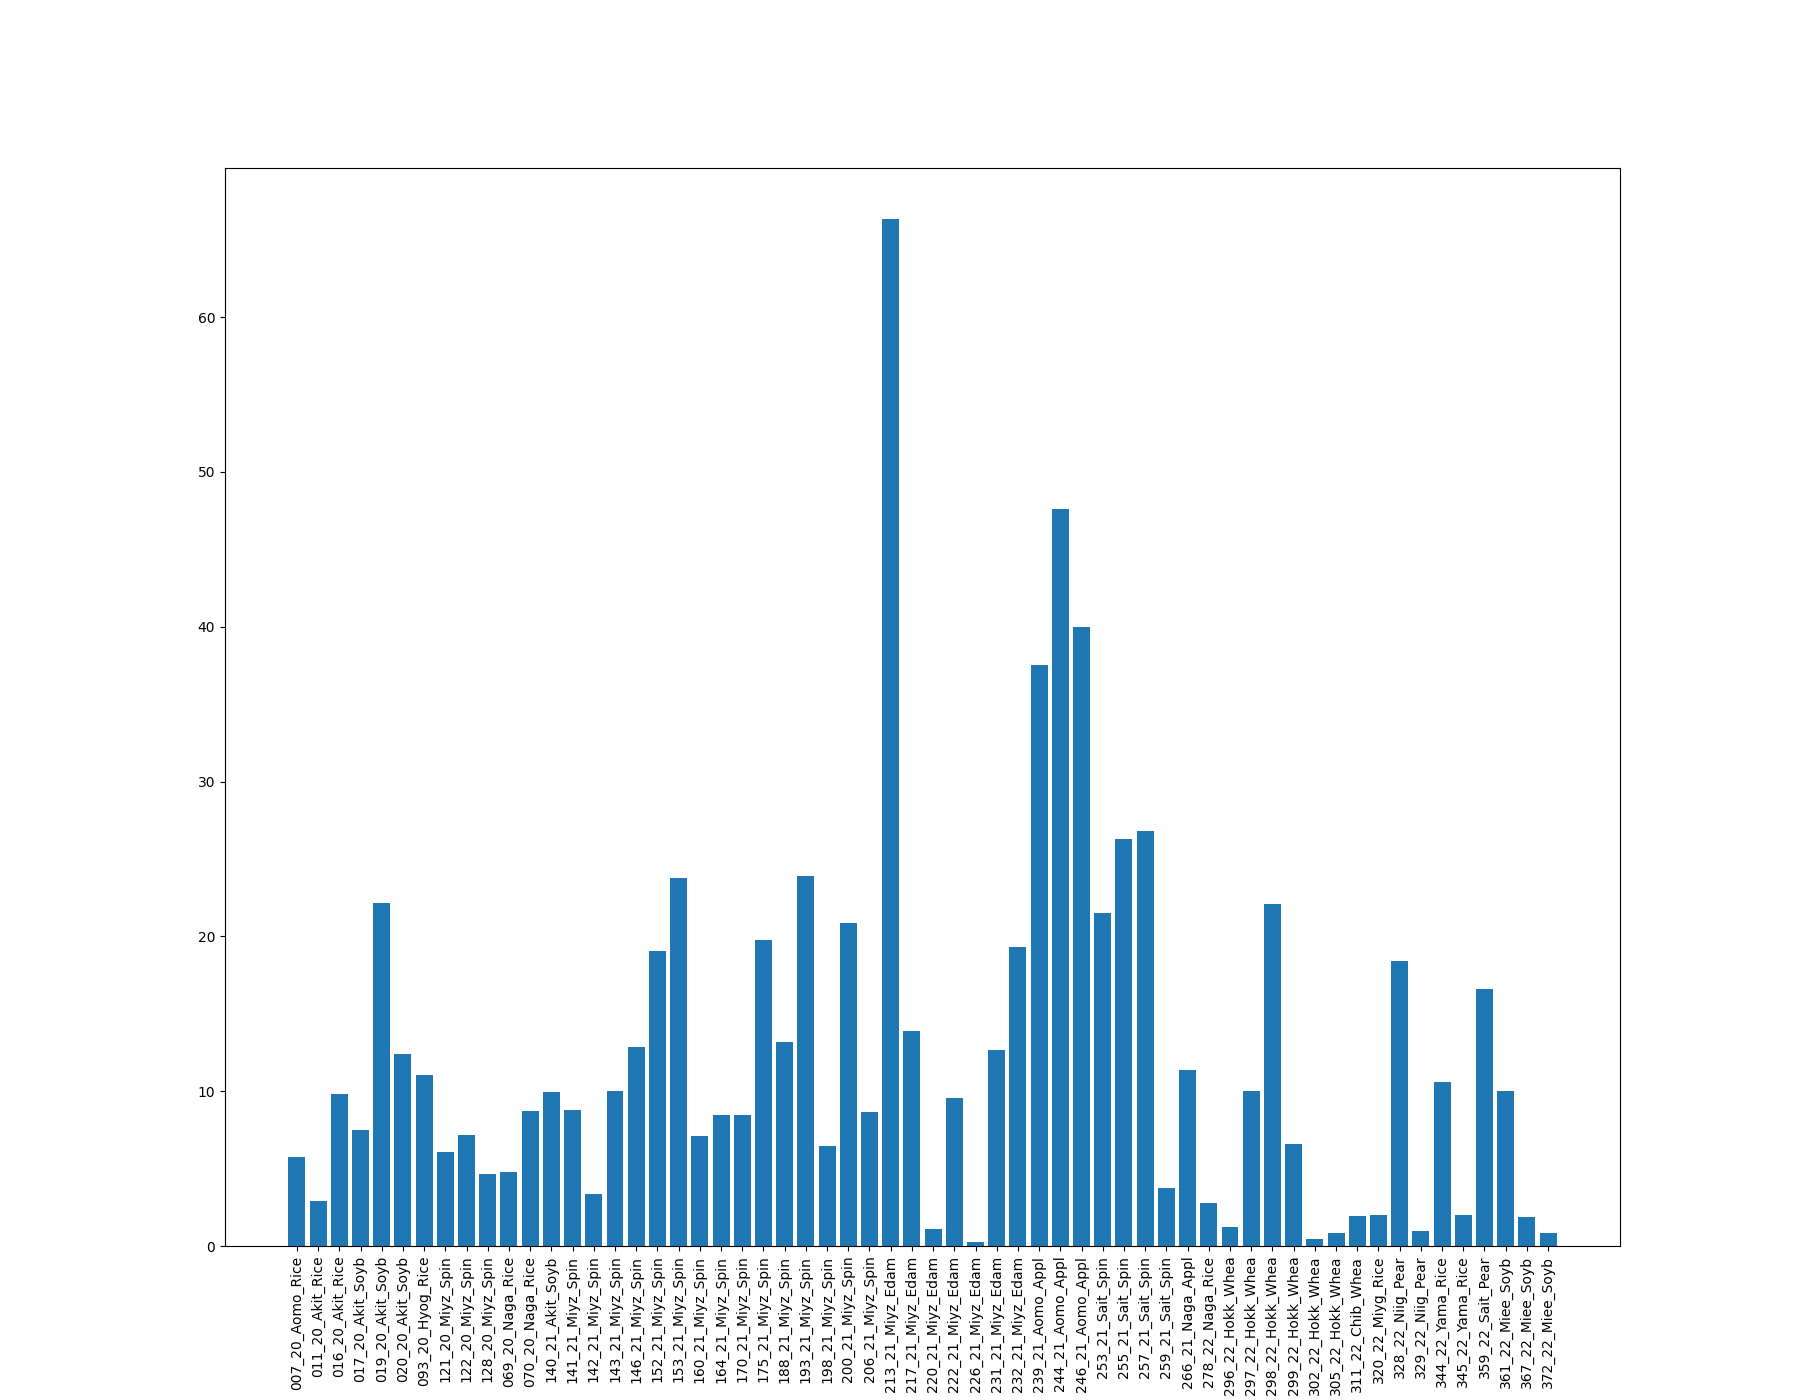 60
50
40
30
20
10
0
007_20_Aomo_Rice
011_20_Akit_Rice
016_20_Akit_Rice
017_20_Akit_Soyb
019_20_Akit_Soyb
020_20_Akit_Soyb
093_20_Hyog_Rice
121_20_Miyz_Spin
122_20_Miyz_Spin
128_20_Miyz_Spin
069_20_Naga_Rice
070_20_Naga_Rice
140_21_Akit_Soyb
141_21_Miyz_Spin
142_21_Miyz_Spin
143_21_Miyz_Spin
146_21_Miyz_Spin
152_21_Miyz_Spin
153_21_Miyz_Spin
160_21_Miyz_Spin
164_21_Miyz_Spin
170_21_Miyz_Spin
175_21_Miyz_Spin
188_21_Miyz_Spin
193_21_Miyz_Spin
198_21_Miyz_Spin
200_21_Miyz_Spin
206_21_Miyz_Spin
213_21_Miyz_Edam
217_21_Miyz_Edam
220_21_Miyz_Edam
222_21_Miyz_Edam
226_21_Miyz_Edam
231_21_Miyz_Edam
232_21_Miyz_Edam
239_21_Aomo_Appl
244_21_Aomo_Appl
246_21_Aomo_Appl
253_21_Sait_Spin
255_21_Sait_Spin
257_21_Sait_Spin
259_21_Sait_Spin
266_21_Naga_Appl
278_22_Naga_Rice
296_22_Hokk_Whea
297_22_Hokk_Whea
298_22_Hokk_Whea
299_22_Hokk_Whea
302_22_Hokk_Whea
305_22_Hokk_Whea
311_22_Chib_Whea
320_22_Miyg_Rice
328_22_Niig_Pear
329_22_Niig_Pear
344_22_Yama_Rice
345_22_Yama_Rice
359_22_Sait_Pear
361_22_Miee_Soyb
367_22_Miee_Soyb
372_22_Miee_Soyb